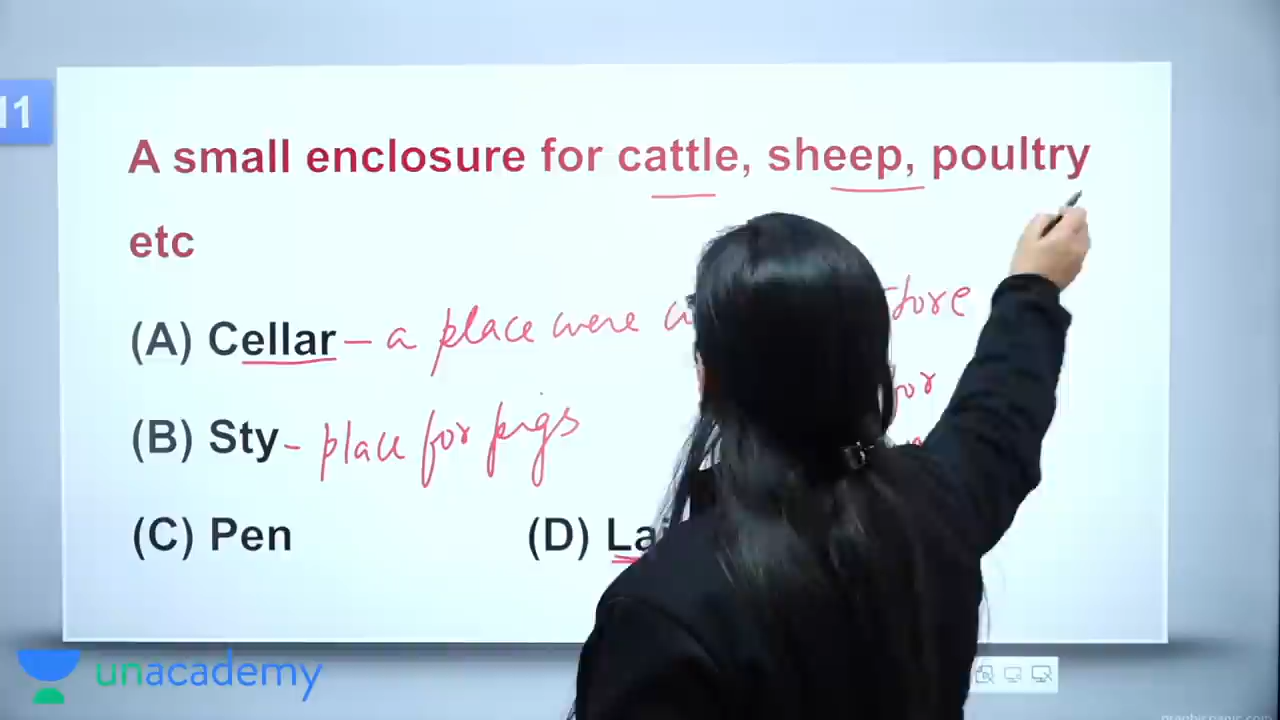 11
A small enclosure for cattle, sheep, poultry
etc
(A) Cellar – a place were store
(B) Sty - place for pigs for
(C) Pen (D) La
unacademy